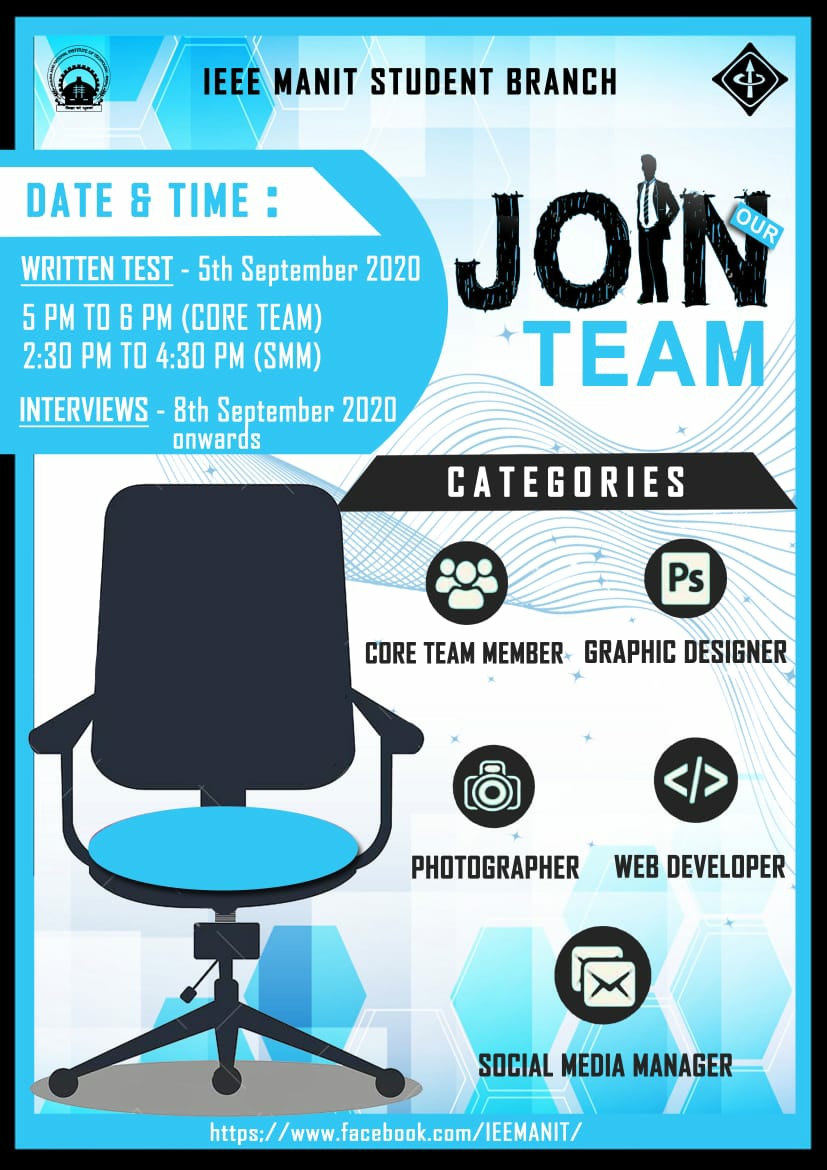 IEEE MANIT STUDENT BRANCH
DATE & TIME :
WRITTEN TEST - 5th September 2020
5 PM TO 6 PM (CORE TEAM)
2:30 PM TO 4:30 PM (SMM)
INTERVIEWS - 8th September 2020
onwards
JOIN
OUR
TEAM
CATEGORIES
Ps
CORE TEAM MEMBER
GRAPHIC DESIGNER
</>
PHOTOGRAPHER
WEB DEVELOPER
SOCIAL MEDIA MANAGER
https;//www.facebook.com/IEEMANIT/